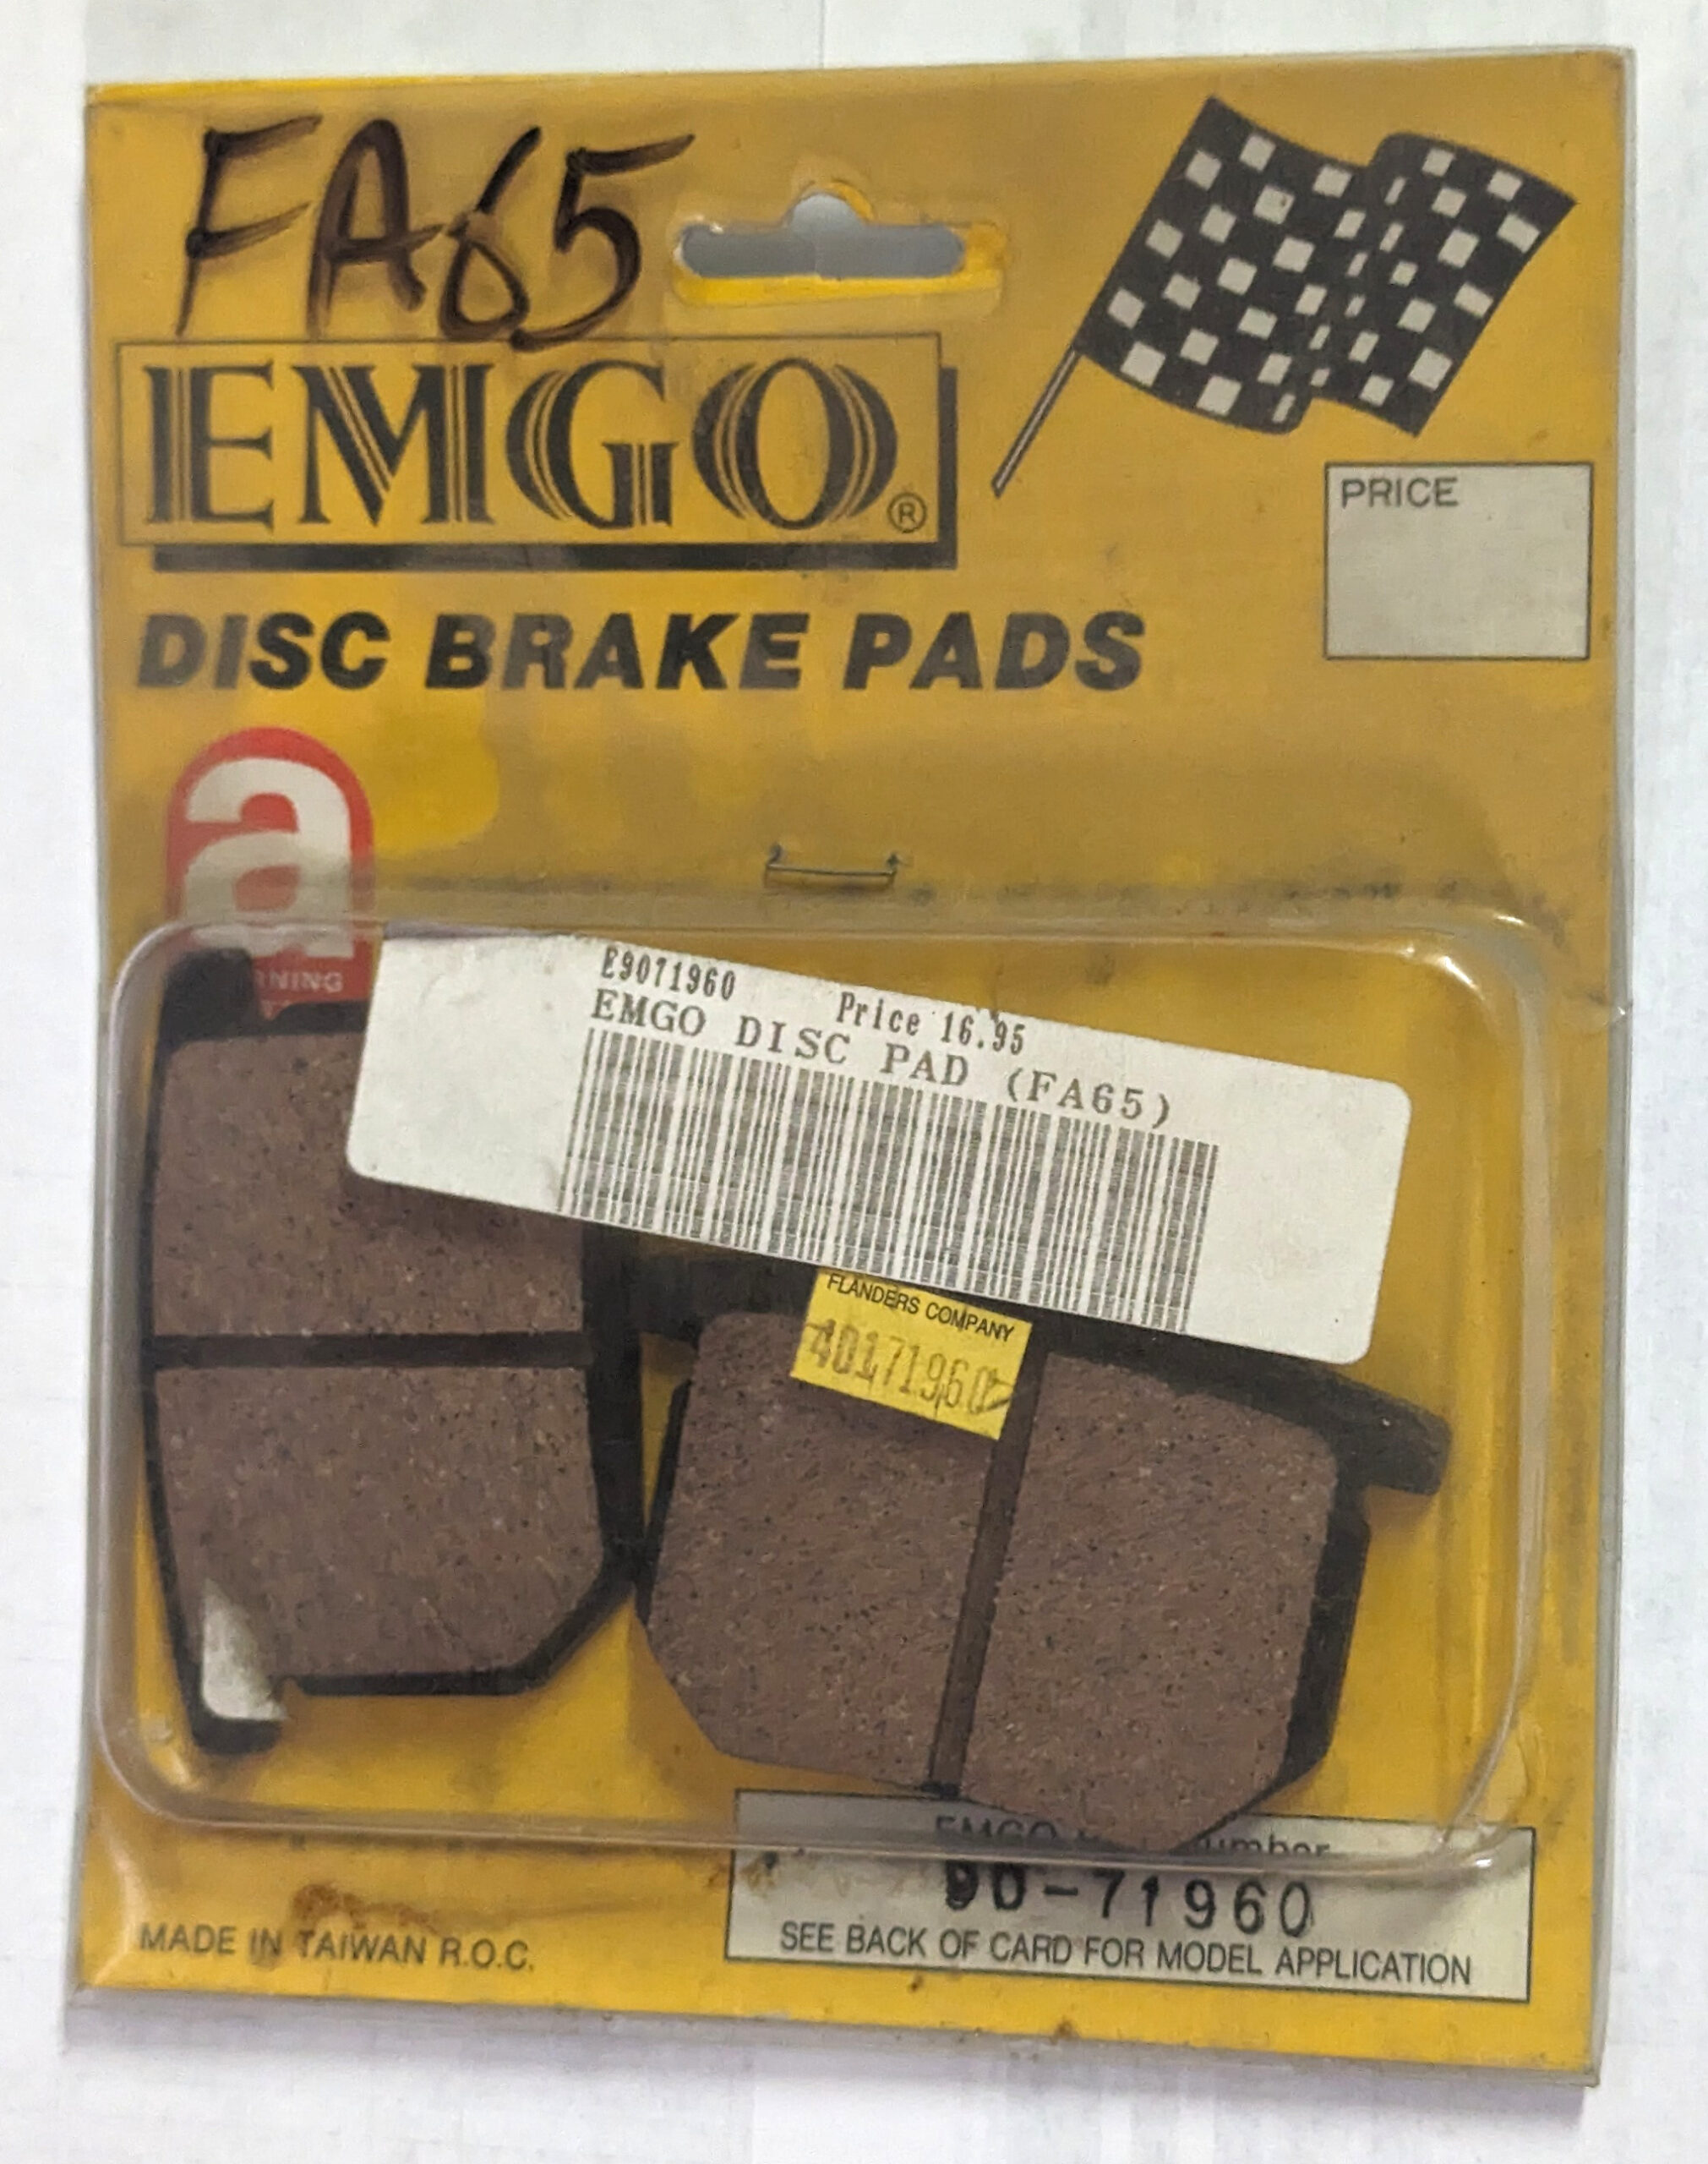 FA65
EMGO®
DISC BRAKE PADS
PRICE
a
E9071960 Price 16.95
EMGO DISC PAD (FA65)
FLANDERS COMPANY
40171960
EMGO
90-71960
SEE BACK OF CARD FOR MODEL APPLICATION
MADE IN TAIWAN R.O.C.